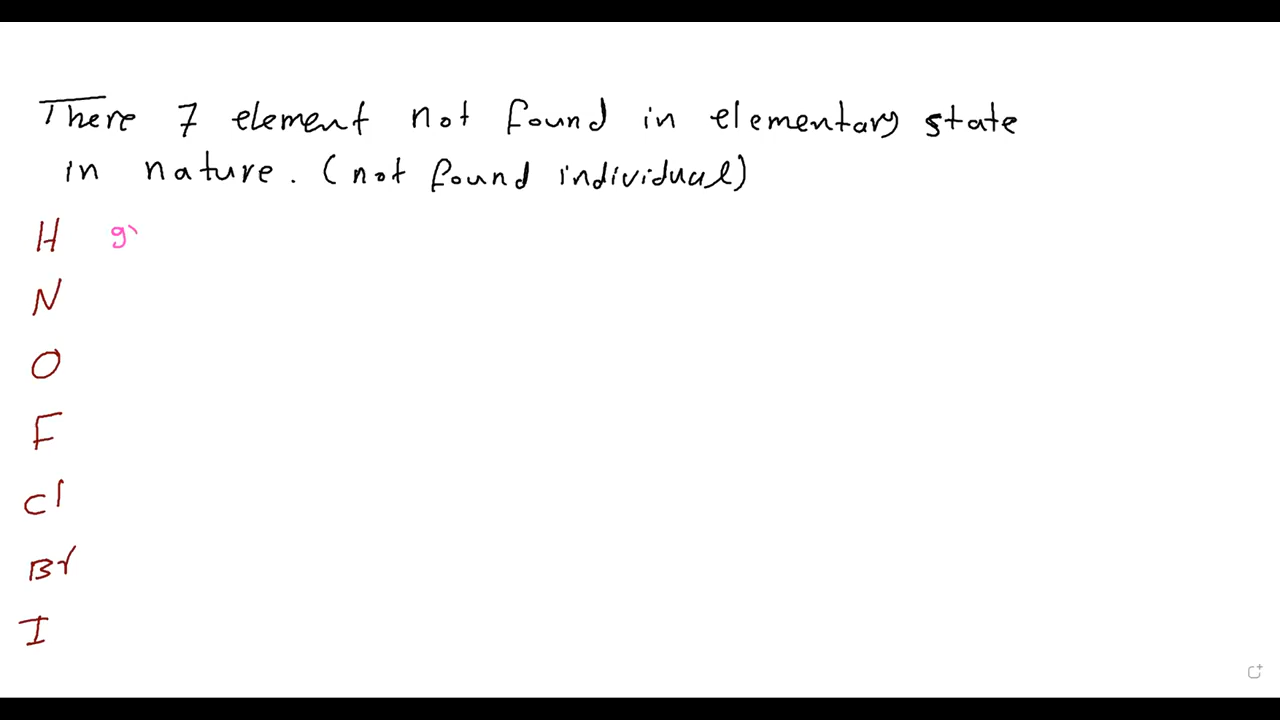 There 7 element not found in elementary state
in nature. (not found individual)
H
N
O
F
Cl
Br
I